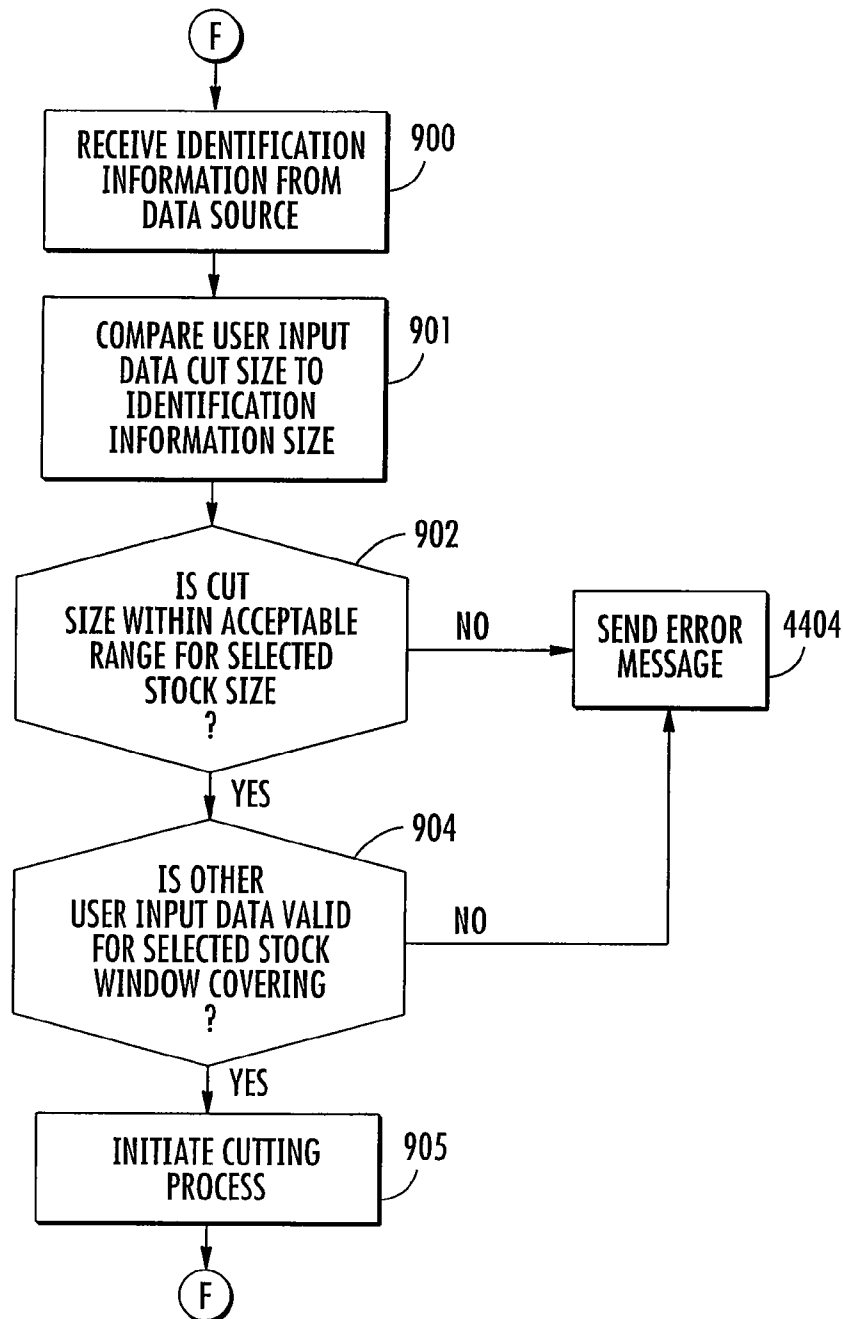 F
RECEIVE IDENTIFICATION
INFORMATION FROM
DATA SOURCE
900
COMPARE USER INPUT
DATA CUT SIZE TO
IDENTIFICATION
INFORMATION SIZE
901
IS CUT
SIZE WITHIN ACCEPTABLE
RANGE FOR SELECTED
STOCK SIZE
?
902
NO
SEND ERROR
MESSAGE
4404
YES
IS OTHER
USER INPUT DATA VALID
FOR SELECTED STOCK
WINDOW COVERING
?
904
NO
YES
INITIATE CUTTING
PROCESS
905
F